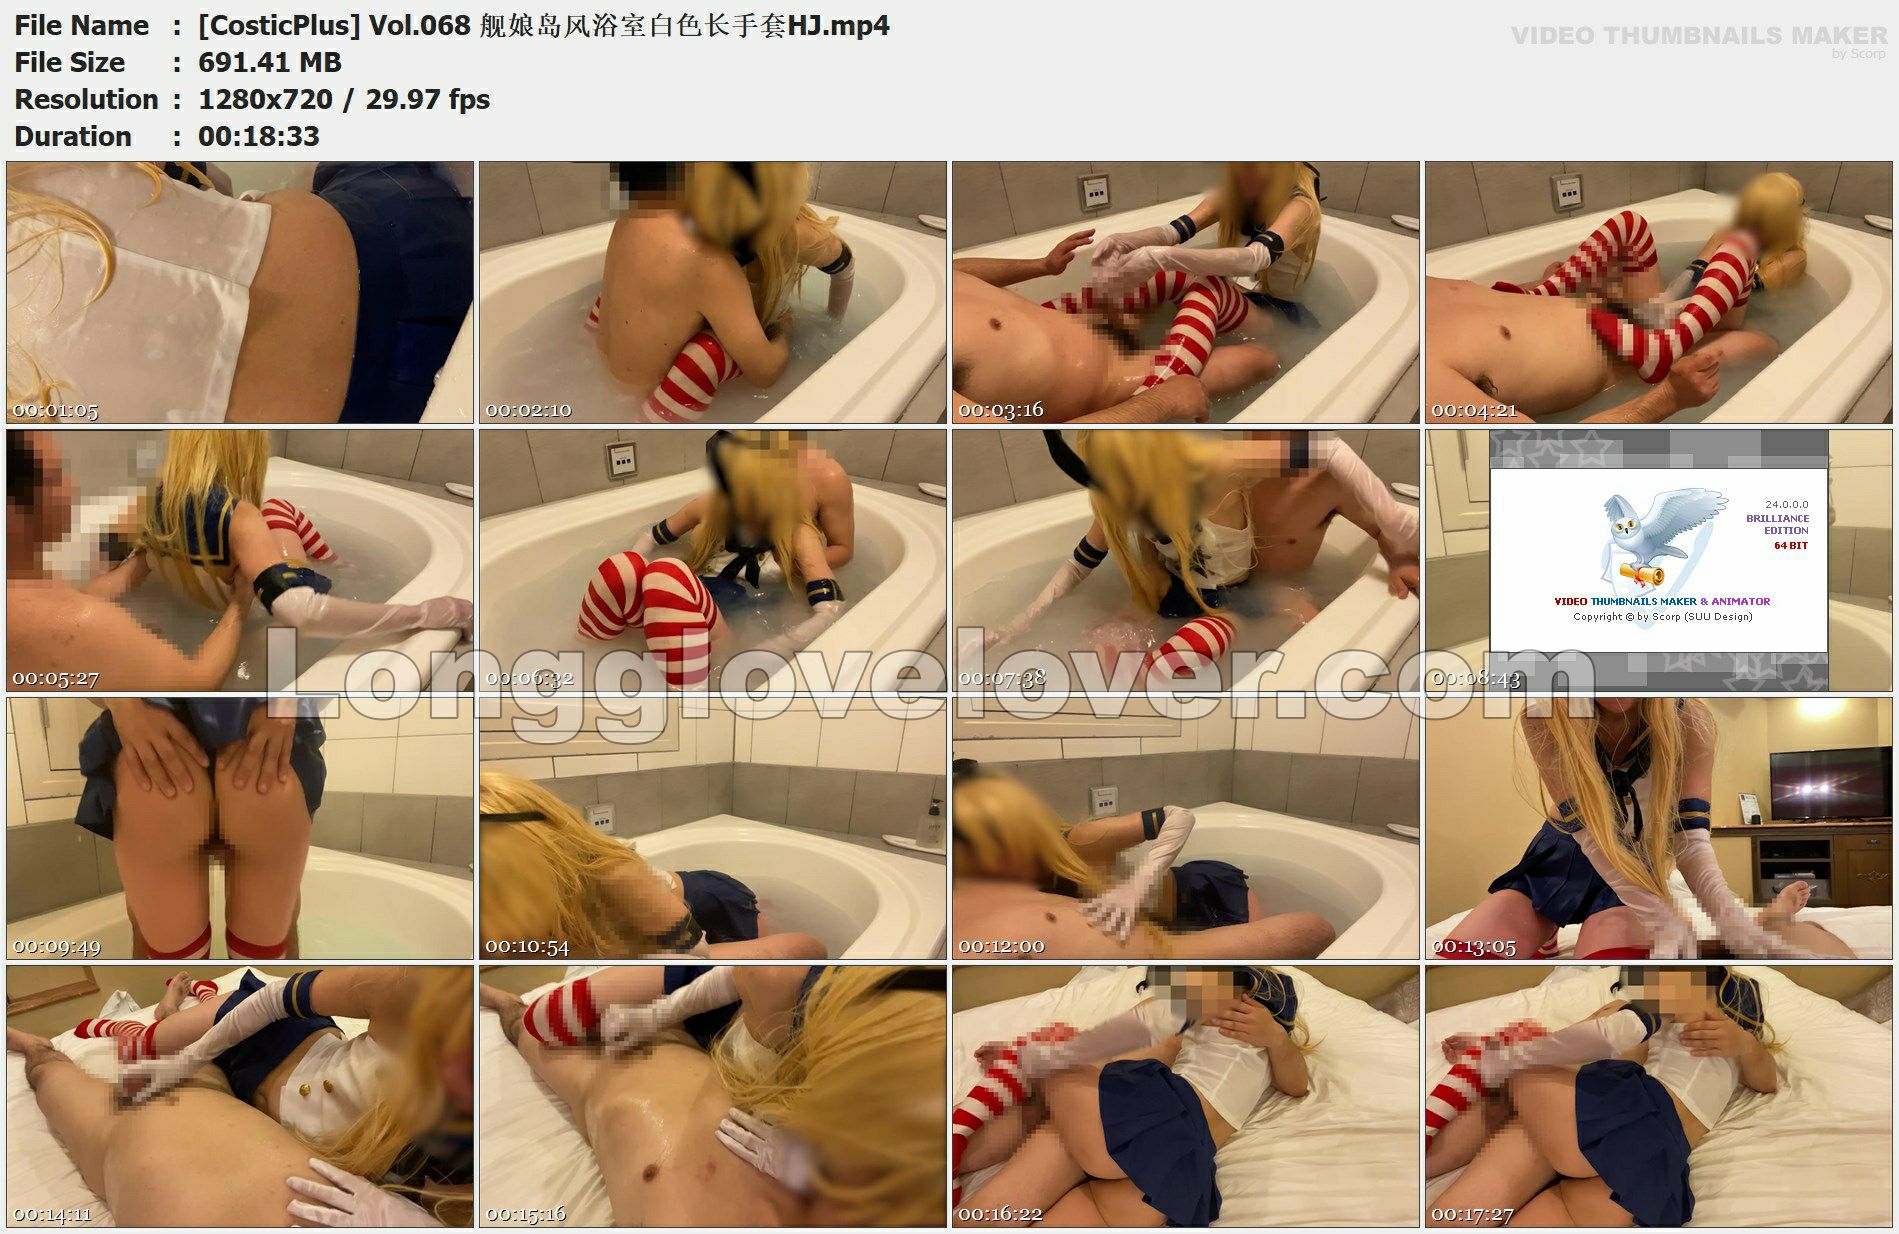 File Name : [CosticPlus] Vol.068 舰娘岛风浴室白色长手套HJ.mp4
VIDEO THUMBNAILS MAKER
by Scorp
File Size : 691.41 MB
Resolution : 1280x720 / 29.97 fps
Duration : 00:18:33
00:01:05
00:02:10
00:03:16
00:04:21
24.0.0.0
BRILLIANCE
EDITION
64 BIT
VIDEO THUMBNAILS MAKER & ANIMATOR
Copyright © by Scorp (SUU Design)
00:05:27
00:06:32
00:07:38
00:08:43
Longglovelover.com
00:09:49
00:10:54
00:12:00
00:13:05
00:14:11
00:15:16
00:16:22
00:17:27